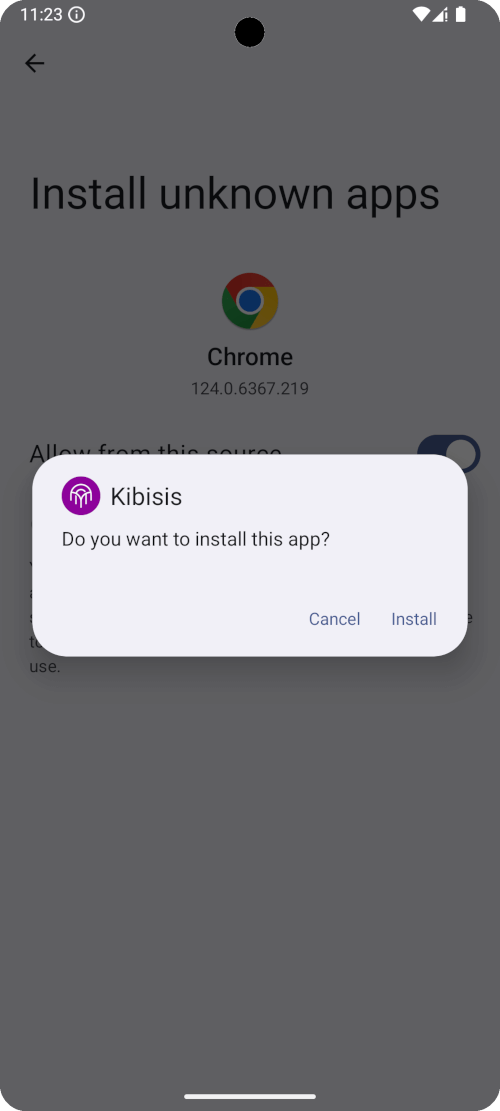 11:23
Install unknown apps
Chrome
124.0.6367.219
Allow from this source
Kibisis
Do you want to install this app?
Cancel Install
use.